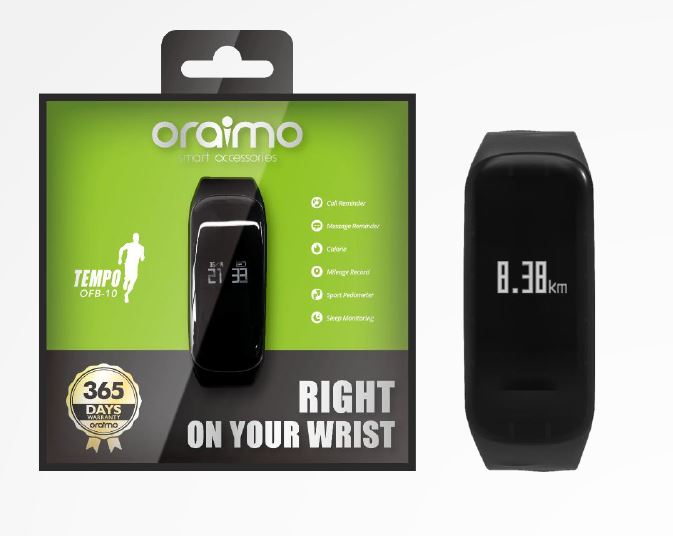 oraimo
smart accessories
Call Reminder
Message Reminder
Calorie
Mileage Record
Sport Pedometer
Sleep Monitoring
TEMPO
OFB-10
21 33
8.38km
365
DAYS
WARRANTY
oraimo
RIGHT
ON YOUR WRIST